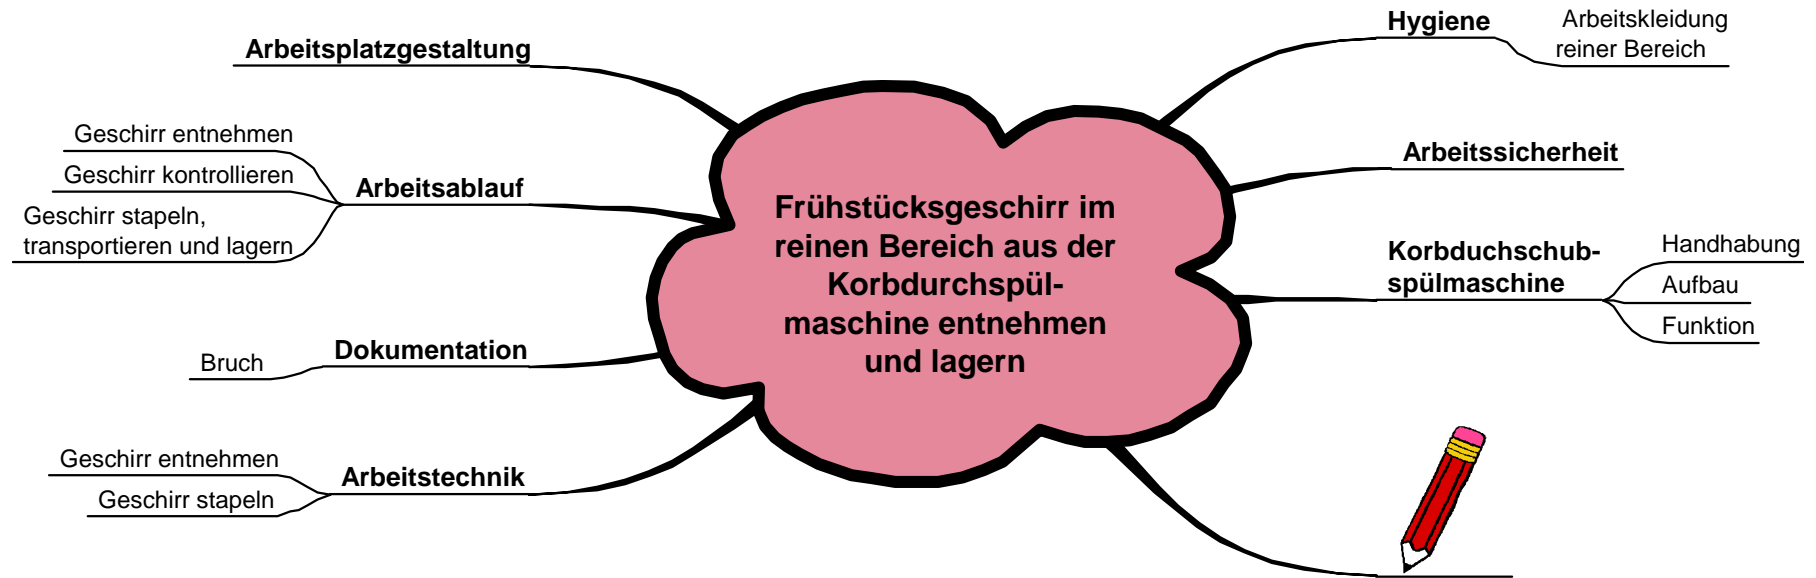 Arbeitsplatzgestaltung
Geschirr entnehmen
Geschirr kontrollieren
Geschirr stapeln,
transportieren und lagern
Arbeitsablauf
Bruch
Dokumentation
Geschirr entnehmen
Geschirr stapeln
Arbeitstechnik
Frühstücksgeschirr im
reinen Bereich aus der
Korbdurchspül-
maschine entnehmen
und lagern
Hygiene
Arbeitskleidung
reiner Bereich
Arbeitssicherheit
Korbduchschub-
spülmaschine
Handhabung
Aufbau
Funktion